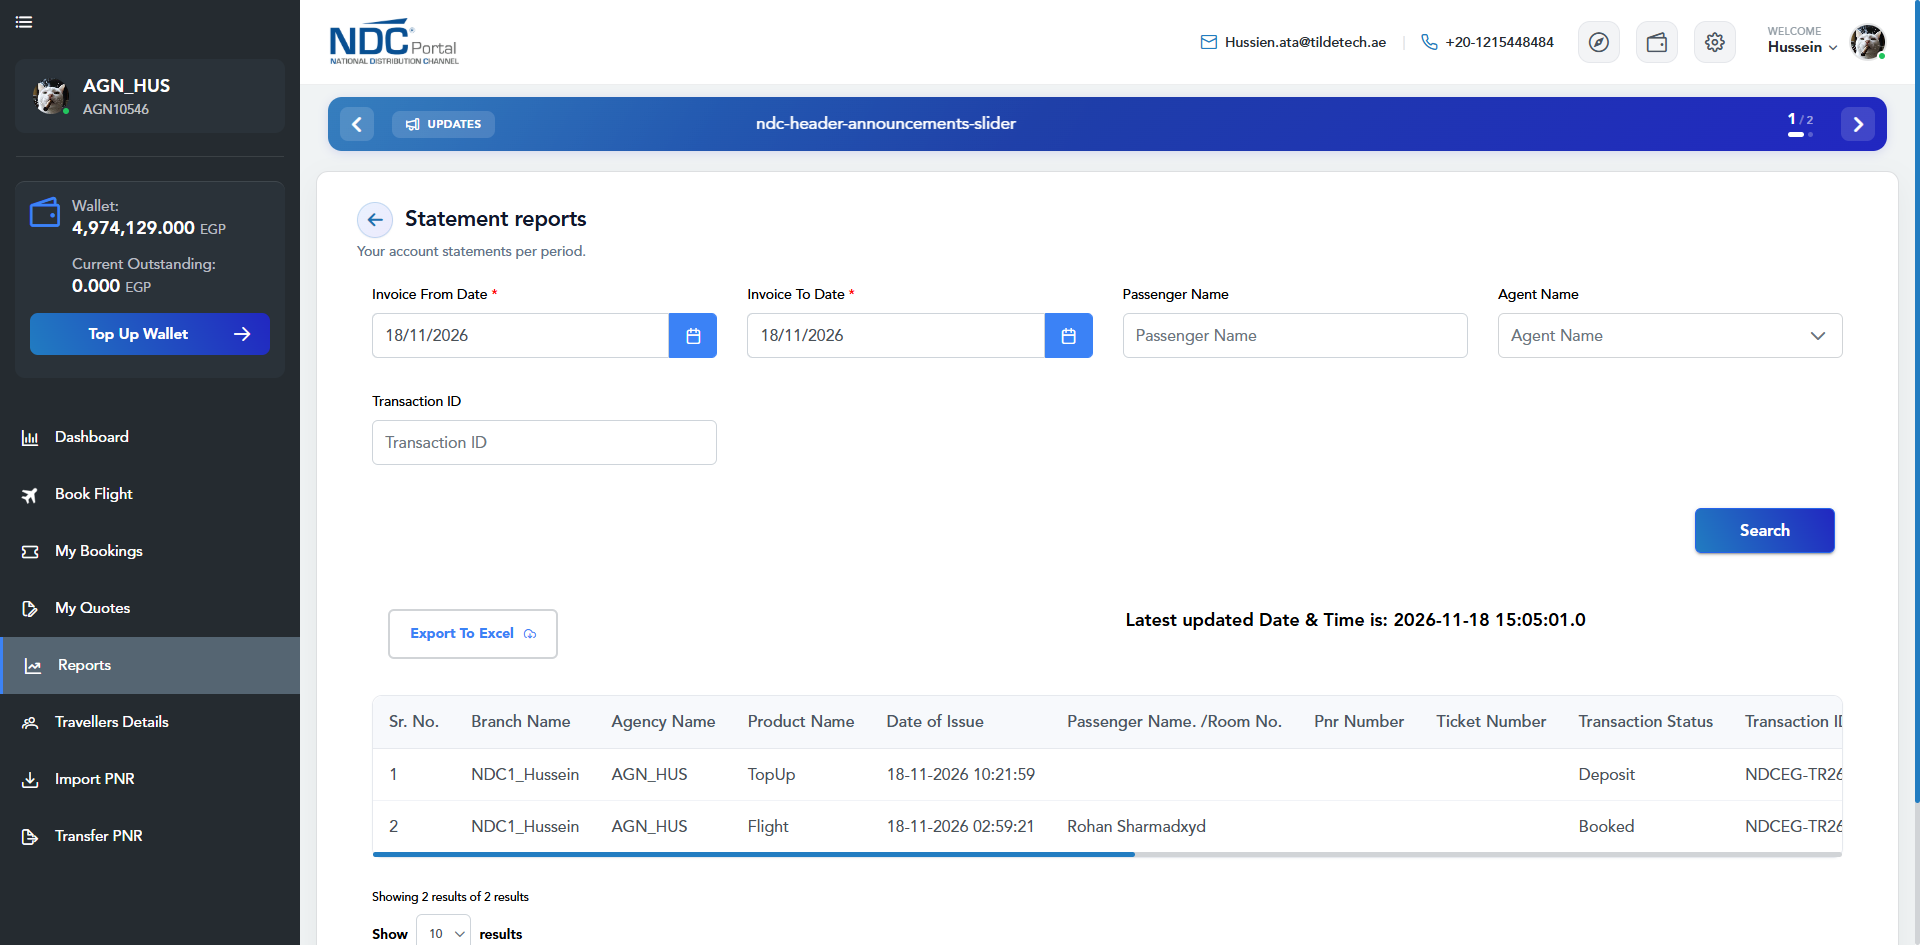 AGN_HUS
AGN10546
Wallet:
4,974,129.000 EGP
Current Outstanding:
0.000 EGP
Top Up Wallet
Dashboard
Book Flight
My Bookings
My Quotes
Reports
Travellers Details
Import PNR
Transfer PNR
NDC Portal
NATIONAL DISTRIBUTION CHANNEL
Hussien.ata@tildetech.ae
+20-1215448484
WELCOME
Hussein
UPDATES
ndc-header-announcements-slider
1 / 2
Statement reports
Your account statements per period.
Invoice From Date *
Invoice To Date *
Passenger Name
Agent Name
18/11/2026
18/11/2026
Passenger Name
Agent Name
Transaction ID
Transaction ID
Search
Export To Excel
Latest updated Date & Time is: 2026-11-18 15:05:01.0
Sr. No. Branch Name Agency Name Product Name Date of Issue Passenger Name. /Room No. Pnr Number Ticket Number Transaction Status Transaction ID
1 NDC1_Hussein AGN_HUS TopUp 18-11-2026 10:21:59 Deposit NDCEG-TR26
2 NDC1_Hussein AGN_HUS Flight 18-11-2026 02:59:21 Rohan Sharmadxyd Booked NDCEG-TR26
Showing 2 results of 2 results
Show 10 results